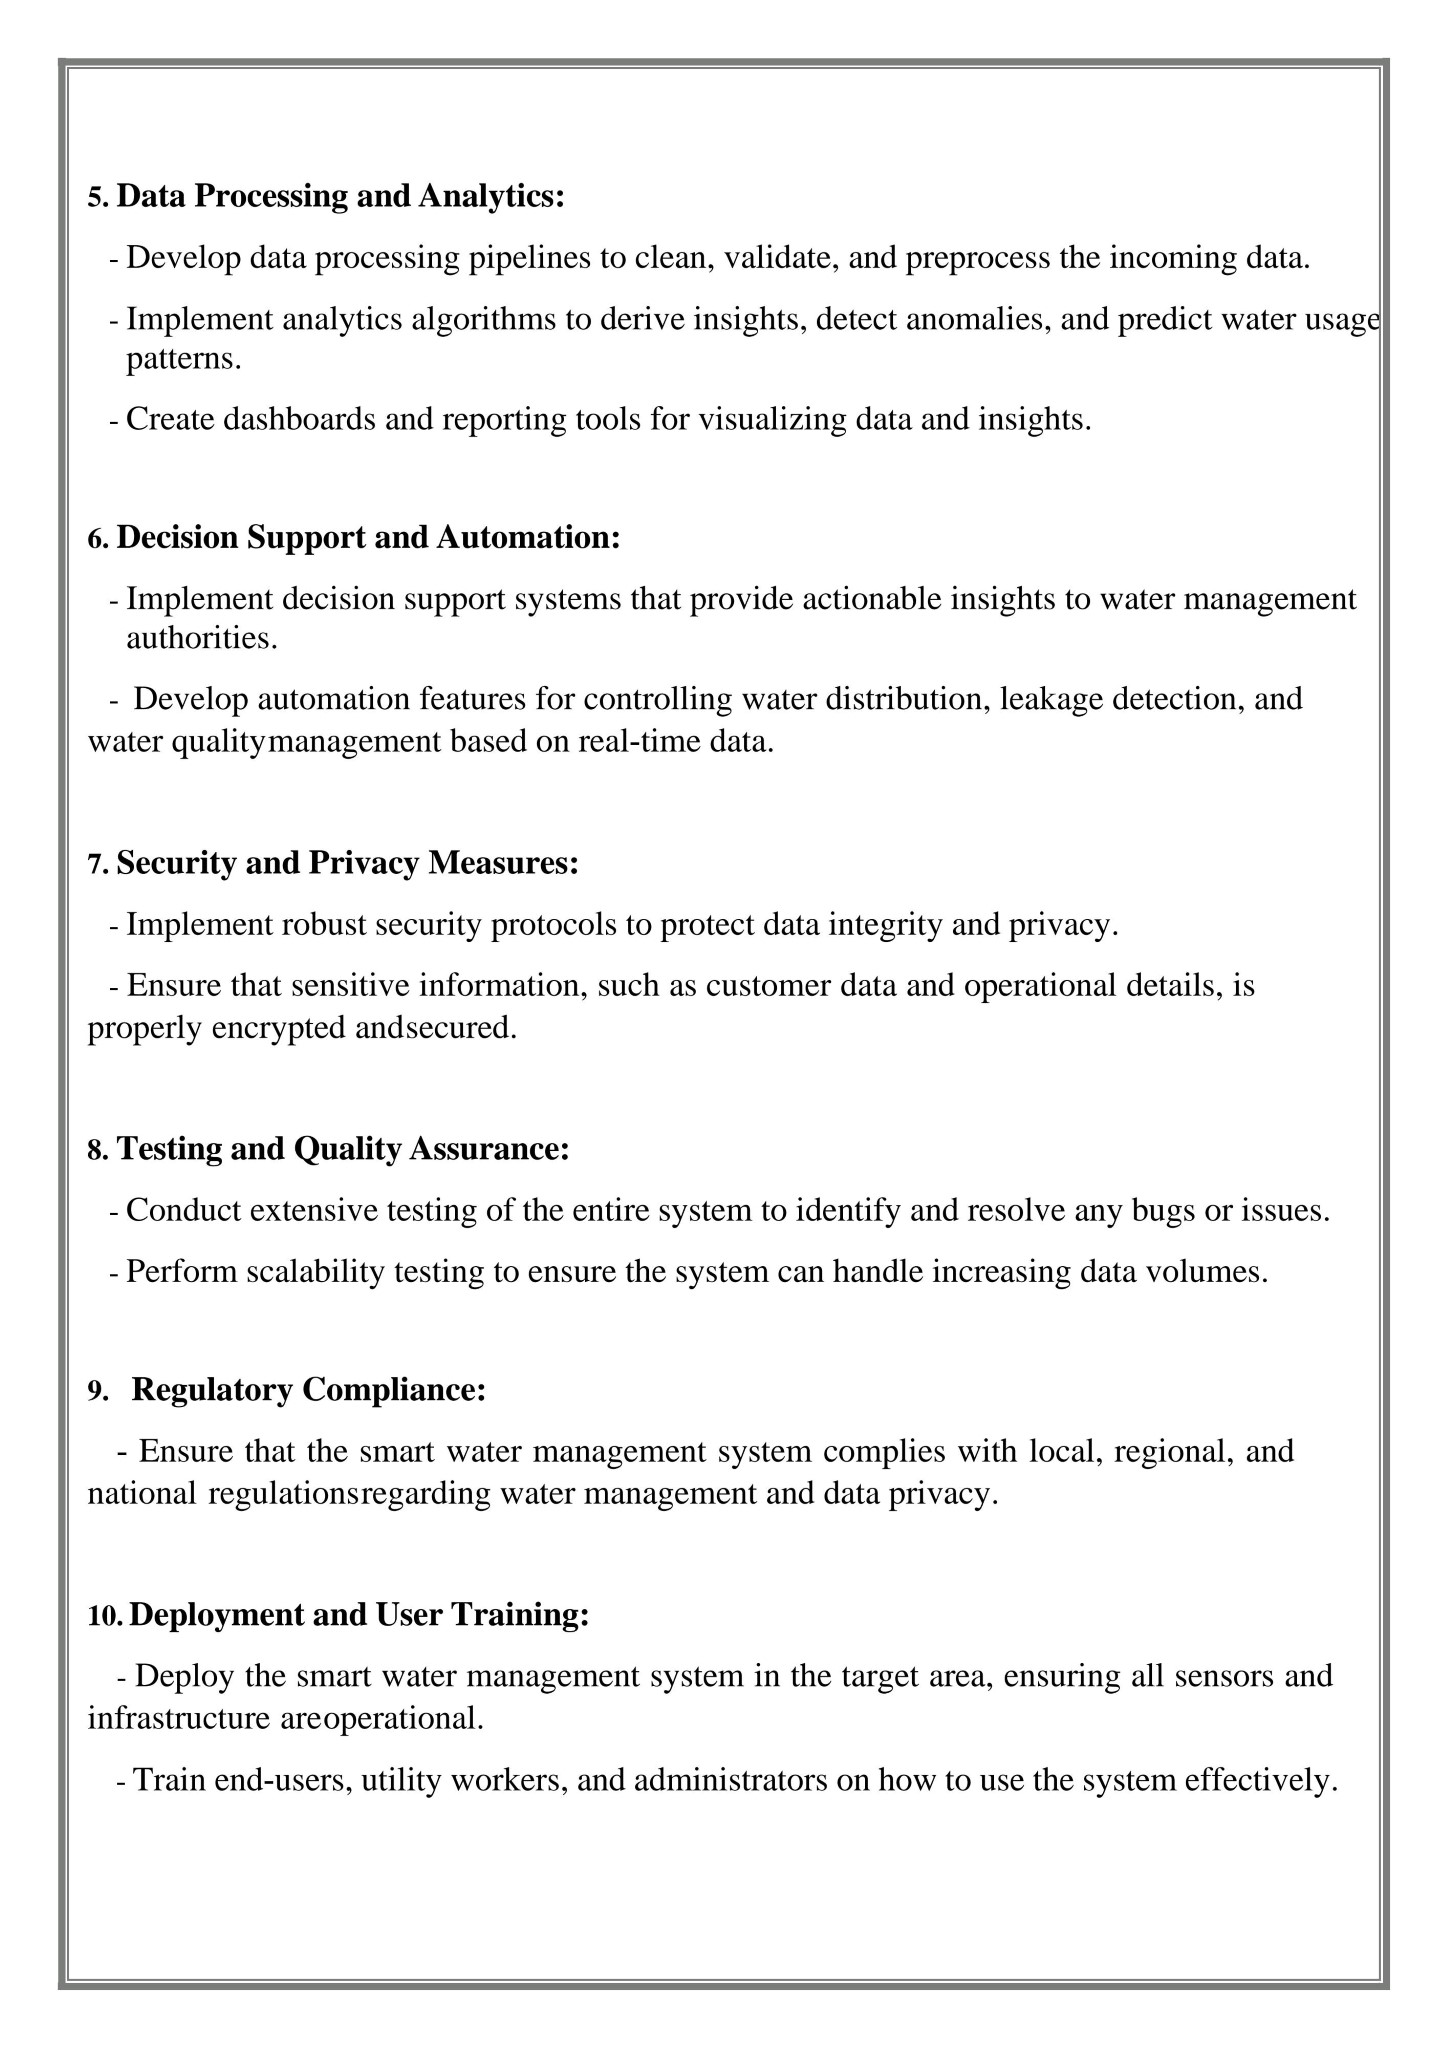 5. Data Processing and Analytics:
- Develop data processing pipelines to clean, validate, and preprocess the incoming data.
- Implement analytics algorithms to derive insights, detect anomalies, and predict water usage
patterns.
- Create dashboards and reporting tools for visualizing data and insights.
6. Decision Support and Automation:
- Implement decision support systems that provide actionable insights to water management
authorities.
- Develop automation features for controlling water distribution, leakage detection, and
water qualitymanagement based on real-time data.
7. Security and Privacy Measures:
- Implement robust security protocols to protect data integrity and privacy.
- Ensure that sensitive information, such as customer data and operational details, is
properly encrypted andsecured.
8. Testing and Quality Assurance:
- Conduct extensive testing of the entire system to identify and resolve any bugs or issues.
- Perform scalability testing to ensure the system can handle increasing data volumes.
9. Regulatory Compliance:
- Ensure that the smart water management system complies with local, regional, and
national regulationsregarding water management and data privacy.
10. Deployment and User Training:
- Deploy the smart water management system in the target area, ensuring all sensors and
infrastructure areoperational.
- Train end-users, utility workers, and administrators on how to use the system effectively.